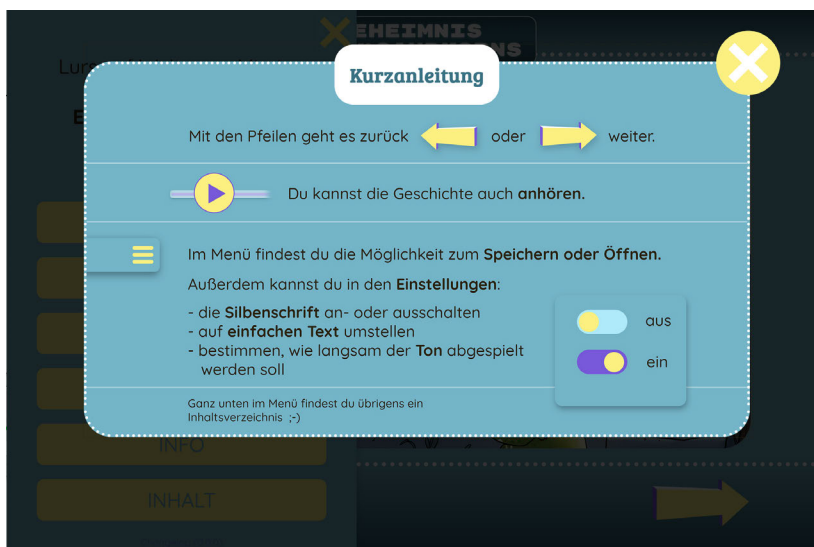 EHEIMNIS
Kurzanleitung
Mit den Pfeilen geht es zurück oder weiter.
Du kannst die Geschichte auch anhören.
Im Menü findest du die Möglichkeit zum Speichern oder Öffnen.
Außerdem kannst du in den Einstellungen:
- die Silbenschrift an- oder ausschalten
- auf einfachen Text umstellen
- bestimmen, wie langsam der Ton abgespielt
werden soll
aus
ein
Ganz unten im Menü findest du übrigens ein
Inhaltsverzeichnis ;-)
INFO
INHALT